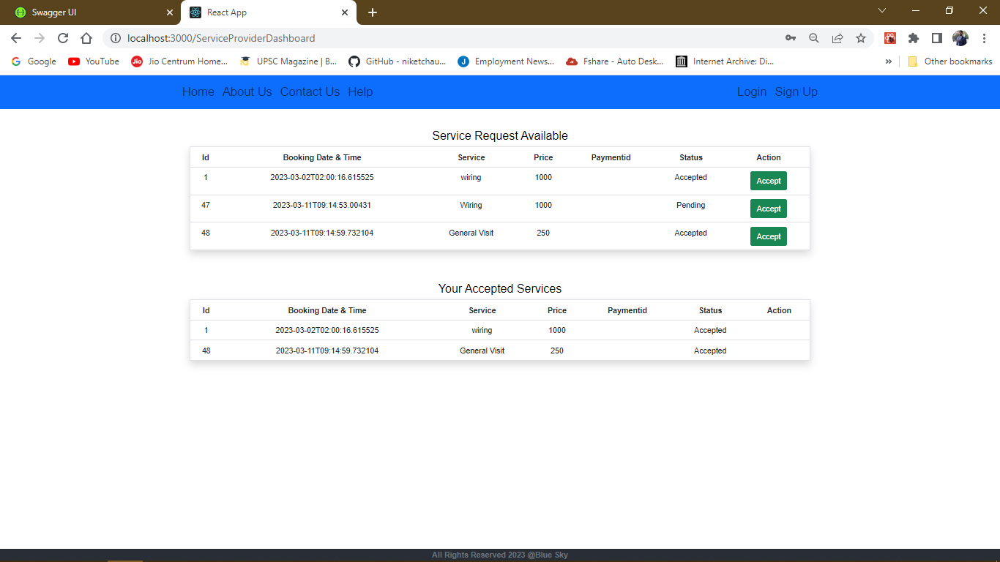 Swagger UI
React App
localhost:3000/ServiceProviderDashboard
Google YouTube Jio Jio Centrum Home... UPSC Magazine | B... GitHub - niketchau... J Employment News... Fshare - Auto Desk... Internet Archive: Di... » Other bookmarks
Home About Us Contact Us Help Login Sign Up
Service Request Available
Id Booking Date & Time Service Price Paymentid Status Action
1 2023-03-02T02:00:16.615525 wiring 1000 Accepted Accept
47 2023-03-11T09:14:53.00431 Wiring 1000 Pending Accept
48 2023-03-11T09:14:59.732104 General Visit 250 Accepted Accept
Your Accepted Services
Id Booking Date & Time Service Price Paymentid Status Action
1 2023-03-02T02:00:16.615525 wiring 1000 Accepted
48 2023-03-11T09:14:59.732104 General Visit 250 Accepted
All Rights Reserved 2023 @Blue Sky